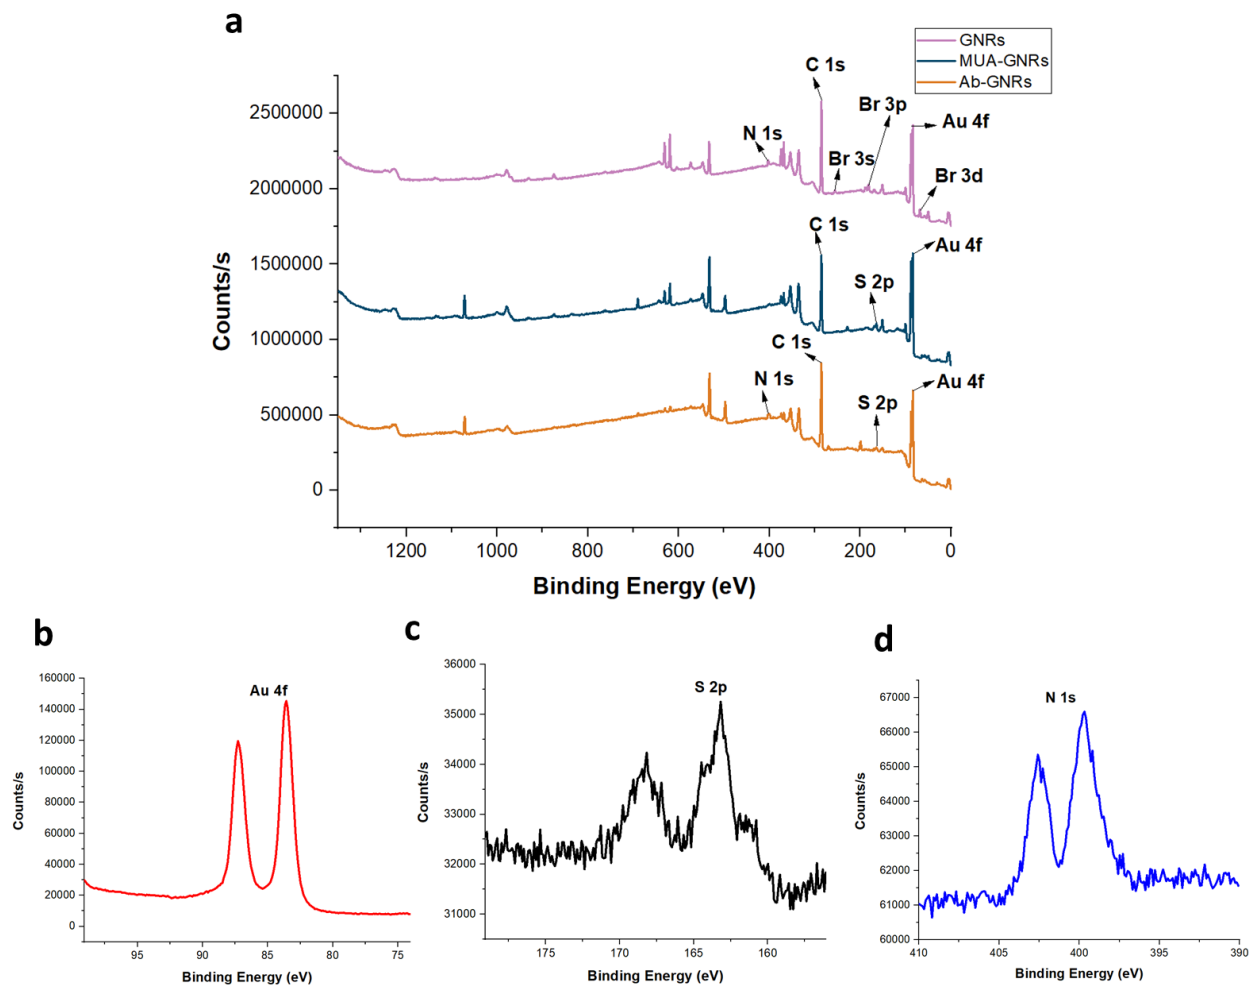 a
GNRs
MUA-GNRs
Ab-GNRs
C 1s
Br 3p
N 1s
Au 4f
Br 3s
Br 3d
C 1s
Au 4f
S 2p
C 1s
N 1s
Au 4f
S 2p
2500000
2000000
1500000
1000000
500000
0
Counts/s
1200 1000 800 600 400 200 0
Binding Energy (eV)
b
Au 4f
160000
140000
120000
100000
80000
60000
40000
20000
0
Counts/s
95 90 85 80 75
Binding Energy (eV)
c
S 2p
36000
35000
34000
33000
32000
31000
Counts/s
175 170 165 160
Binding Energy (eV)
d
N 1s
67000
66000
65000
64000
63000
62000
61000
60000
Counts/s
410 405 400 395 390
Binding Energy (eV)